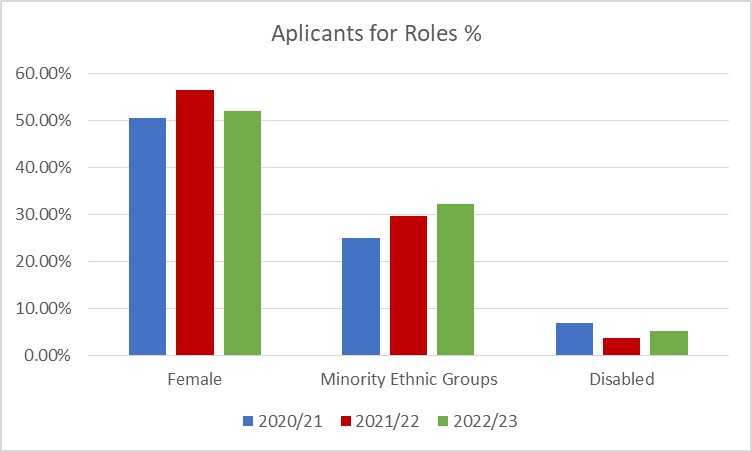 Aplicants for Roles %
60.00%
50.00%
40.00%
30.00%
20.00%
10.00%
0.00%
Female Minority Ethnic Groups Disabled
2020/21 2021/22 2022/23